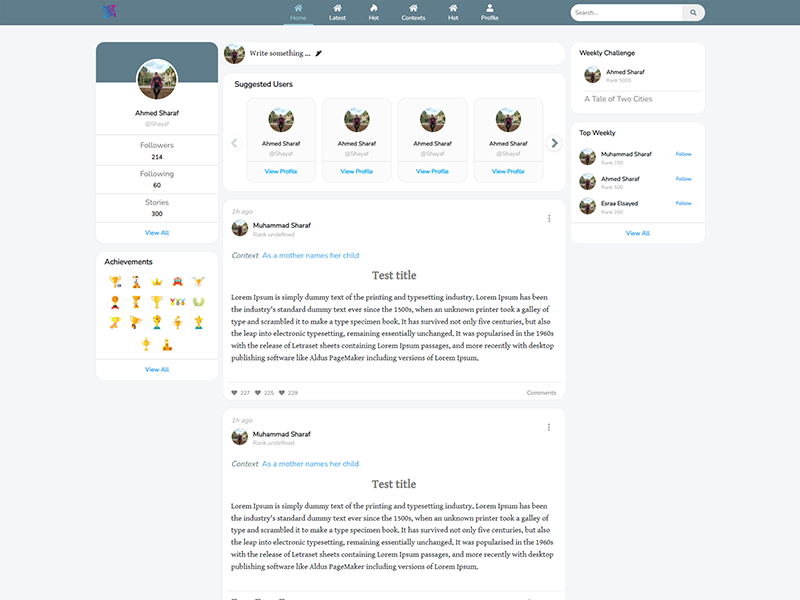 Home
Latest
Hot
Contexts
Hot
Profile
Search...
Ahmed Sharaf
@Shayaf
Followers
214
Following
60
Stories
300
View All
Achievements
View All
Write something ...
Suggested Users
Ahmed Sharaf
@Shayaf
View Profile
Ahmed Sharaf
@Shayaf
View Profile
Ahmed Sharaf
@Shayaf
View Profile
Ahmed Sharaf
@Shayaf
View Profile
1h ago
Muhammad Sharaf
Rank undefined
Context As a mother names her child
Test title
Lorem Ipsum is simply dummy text of the printing and typesetting industry. Lorem Ipsum has been
the industry's standard dummy text ever since the 1500s, when an unknown printer took a galley of
type and scrambled it to make a type specimen book. It has survived not only five centuries, but also
the leap into electronic typesetting, remaining essentially unchanged. It was popularised in the 1960s
with the release of Letraset sheets containing Lorem Ipsum passages, and more recently with desktop
publishing software like Aldus PageMaker including versions of Lorem Ipsum.
227 225 229 Comments
1h ago
Muhammad Sharaf
Rank undefined
Context As a mother names her child
Test title
Lorem Ipsum is simply dummy text of the printing and typesetting industry. Lorem Ipsum has been
the industry's standard dummy text ever since the 1500s, when an unknown printer took a galley of
type and scrambled it to make a type specimen book. It has survived not only five centuries, but also
the leap into electronic typesetting, remaining essentially unchanged. It was popularised in the 1960s
with the release of Letraset sheets containing Lorem Ipsum passages, and more recently with desktop
publishing software like Aldus PageMaker including versions of Lorem Ipsum.
Weekly Challenge
Ahmed Sharaf
Rank 5000
A Tale of Two Cities
Top Weekly
Muhammad Sharaf
Rank 700
Follow
Ahmed Sharaf
Rank 500
Follow
Esraa Elsayed
Rank 260
Follow
View All